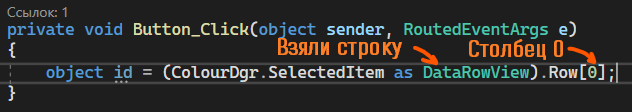 Ссылок: 1
private void Button_Click(object sender, RoutedEventArgs e)
{
Взяли строку Столбец 0
object id = (ColourDgr.SelectedItem as DataRowView).Row[0];
}